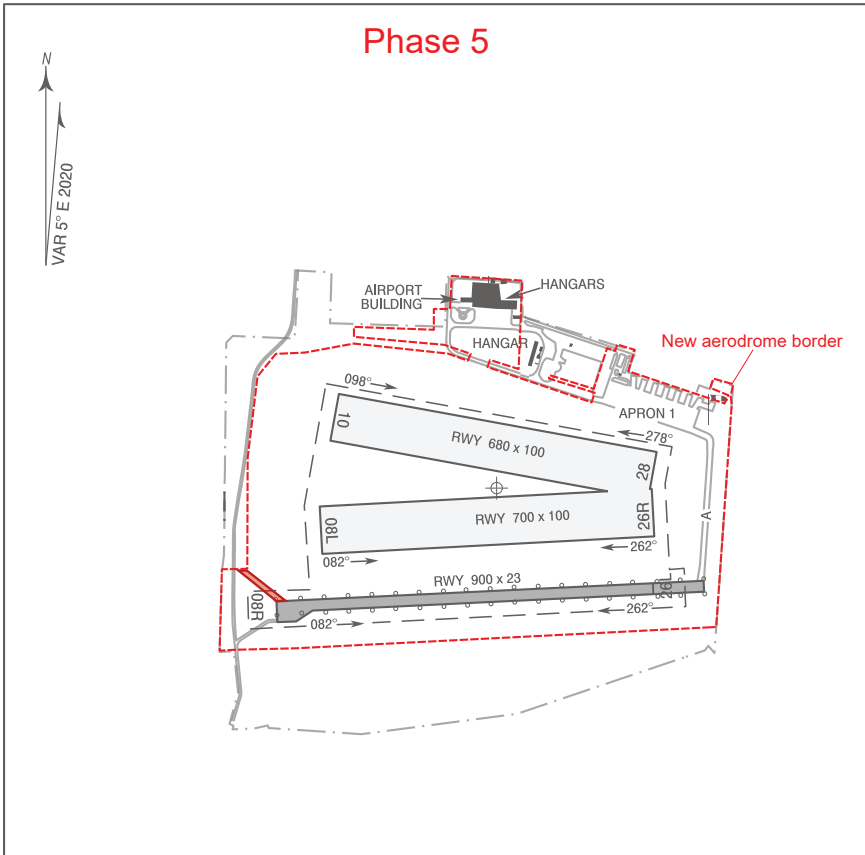 Phase 5
N
VAR 5° E 2020
AIRPORT
BUILDING
HANGARS
HANGAR
New aerodrome border
APRON 1
098°
278°
10
RWY 680 x 100
28
08L
RWY 700 x 100
26R
A
082°
262°
RWY 900 x 23
08R
26L
082°
262°